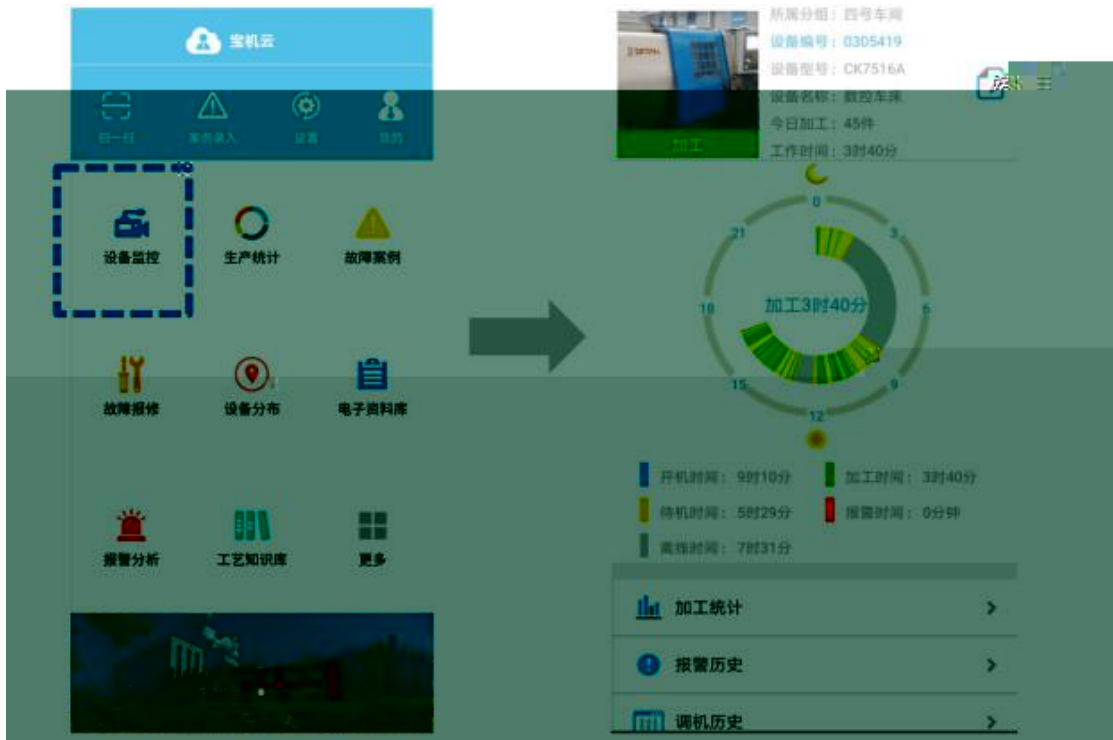 宝机云
扫一扫
案例录入
设置
我的
设备监控
生产统计
故障案例
故障报修
设备分布
电子资料库
报警分析
工艺知识库
更多
所属分组：四号车间
设备编号：0305419
设备型号：CK7516A
设备名称：数控车床
今日加工：45件
工作时间：3时40分
加工
0
3
6
9
12
15
18
21
加工3时40分
开机时间：9时10分
加工时间：3时40分
待机时间：5时29分
报警时间：0分钟
离线时间：7时31分
加工统计
报警历史
调机历史